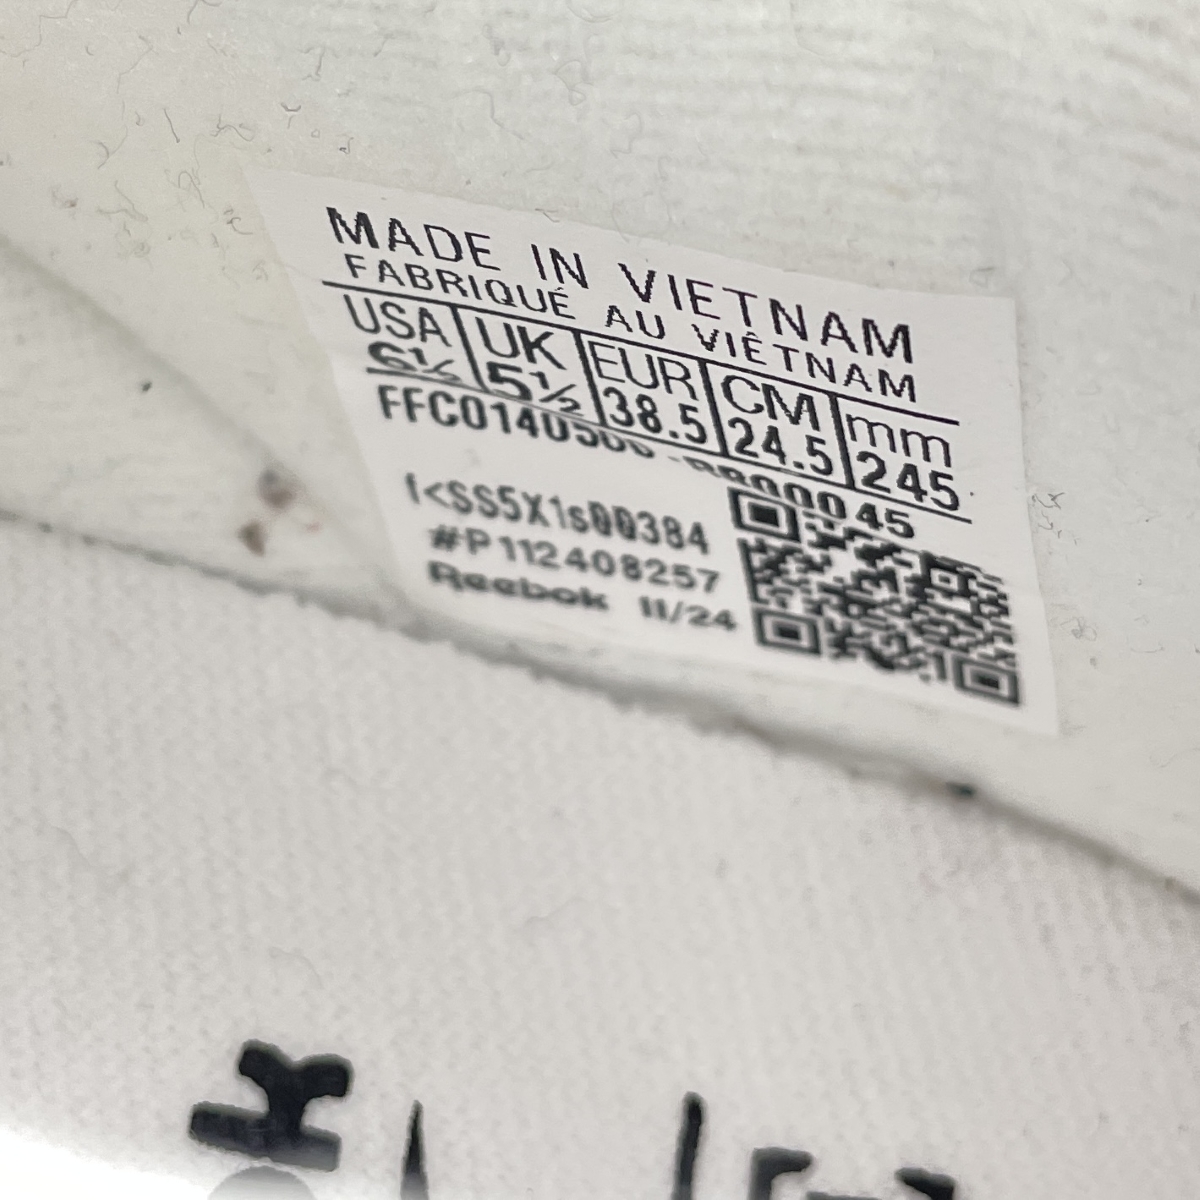 MADE IN VIETNAM
FABRIQUÉ AU VIÊTNAM
USA UK EUR CM mm
6½ 5½ 38.5 24.5 245
#P112408257
Reebok 11/24